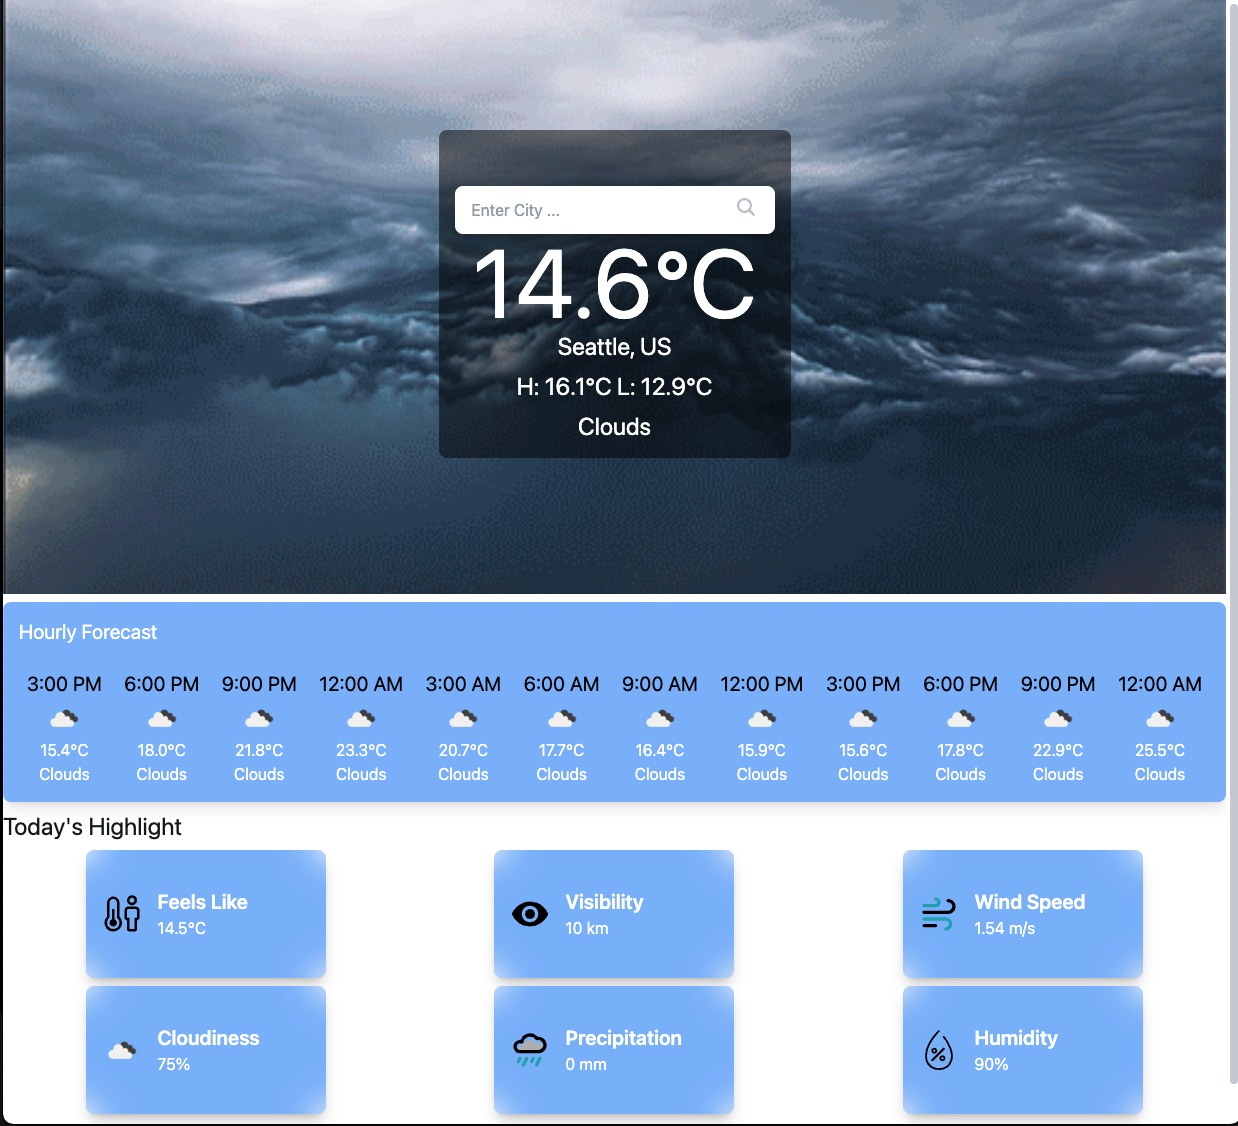 Enter City ...
14.6°C
Seattle, US
H: 16.1°C L: 12.9°C
Clouds
Hourly Forecast
3:00 PM 6:00 PM 9:00 PM 12:00 AM 3:00 AM 6:00 AM 9:00 AM 12:00 PM 3:00 PM 6:00 PM 9:00 PM 12:00 AM
15.4°C 18.0°C 21.8°C 23.3°C 20.7°C 17.7°C 16.4°C 15.9°C 15.6°C 17.8°C 22.9°C 25.5°C
Clouds Clouds Clouds Clouds Clouds Clouds Clouds Clouds Clouds Clouds Clouds Clouds
Today's Highlight
Feels Like
14.5°C
Visibility
10 km
Wind Speed
1.54 m/s
Cloudiness
75%
Precipitation
0 mm
%
Humidity
90%